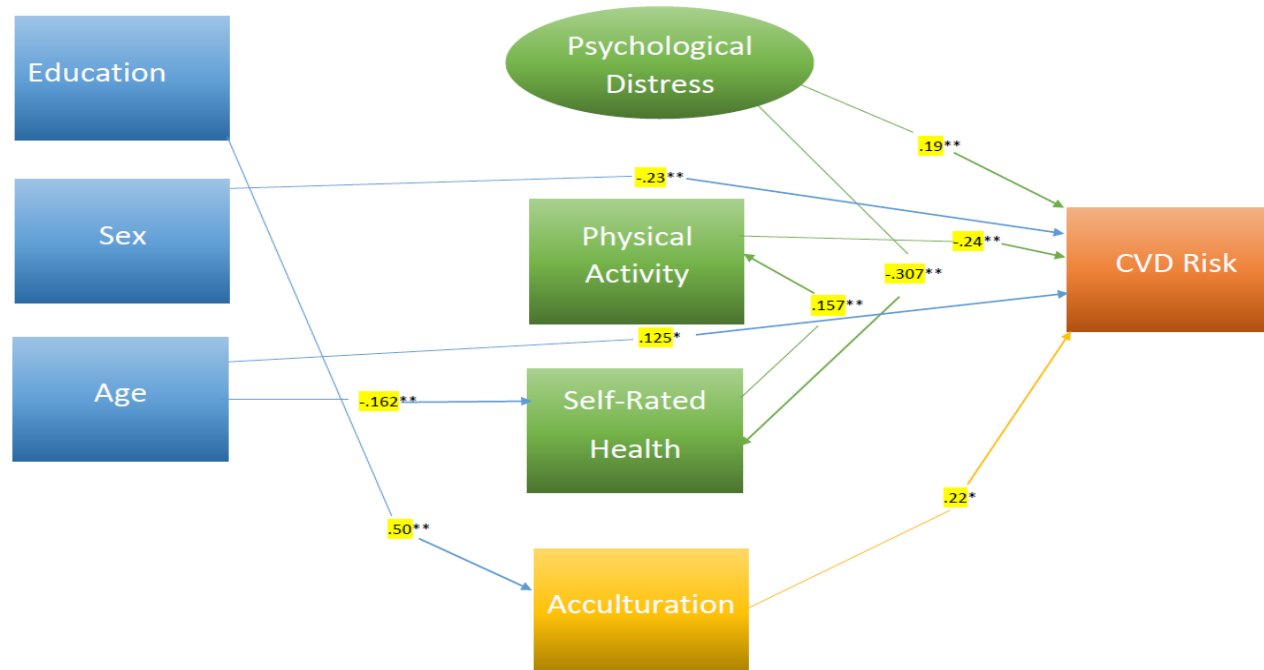 Education
Psychological
Distress
.19**
-.23**
Sex
Physical
Activity
-.24**
CVD Risk
-.307**
.157**
.125*
Age
-.162**
Self-Rated
Health
.22*
.50**
Acculturation